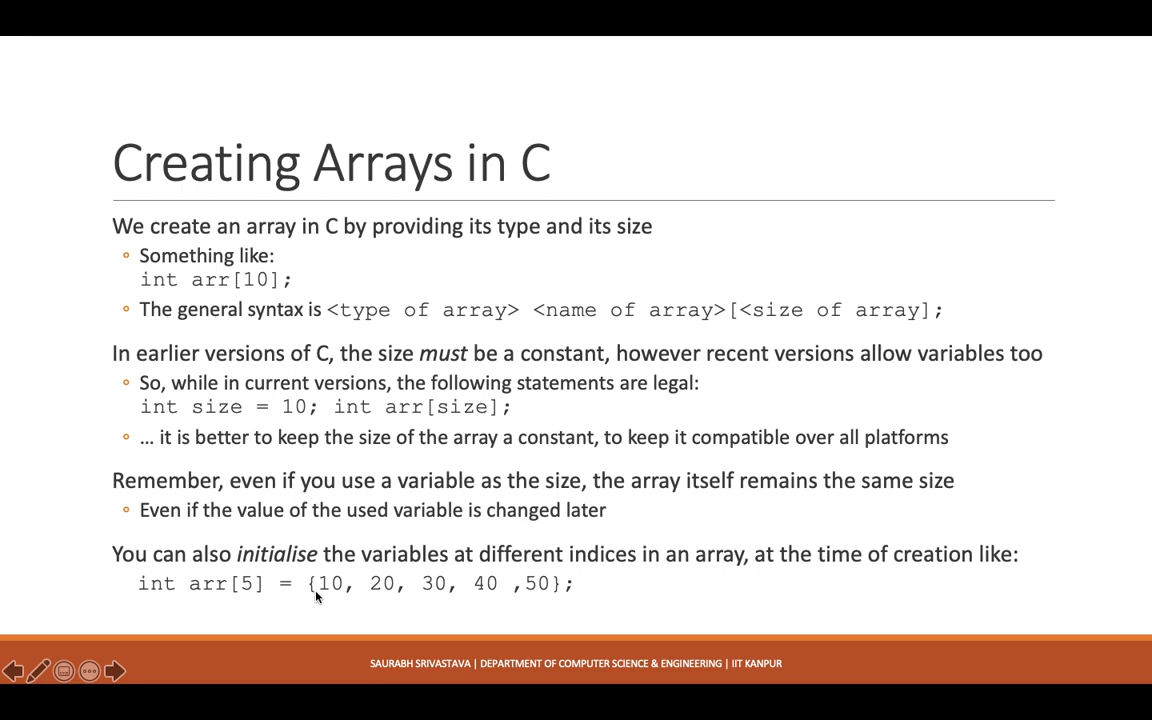 Creating Arrays in C
We create an array in C by providing its type and its size
Something like:
int arr[10];
The general syntax is <type of array> <name of array>[<size of array];
In earlier versions of C, the size must be a constant, however recent versions allow variables too
So, while in current versions, the following statements are legal:
int size = 10; int arr[size];
… it is better to keep the size of the array a constant, to keep it compatible over all platforms
Remember, even if you use a variable as the size, the array itself remains the same size
Even if the value of the used variable is changed later
You can also initialise the variables at different indices in an array, at the time of creation like:
int arr[5] = {10, 20, 30, 40 ,50};
SAURABH SRIVASTAVA | DEPARTMENT OF COMPUTER SCIENCE & ENGINEERING | IIT KANPUR